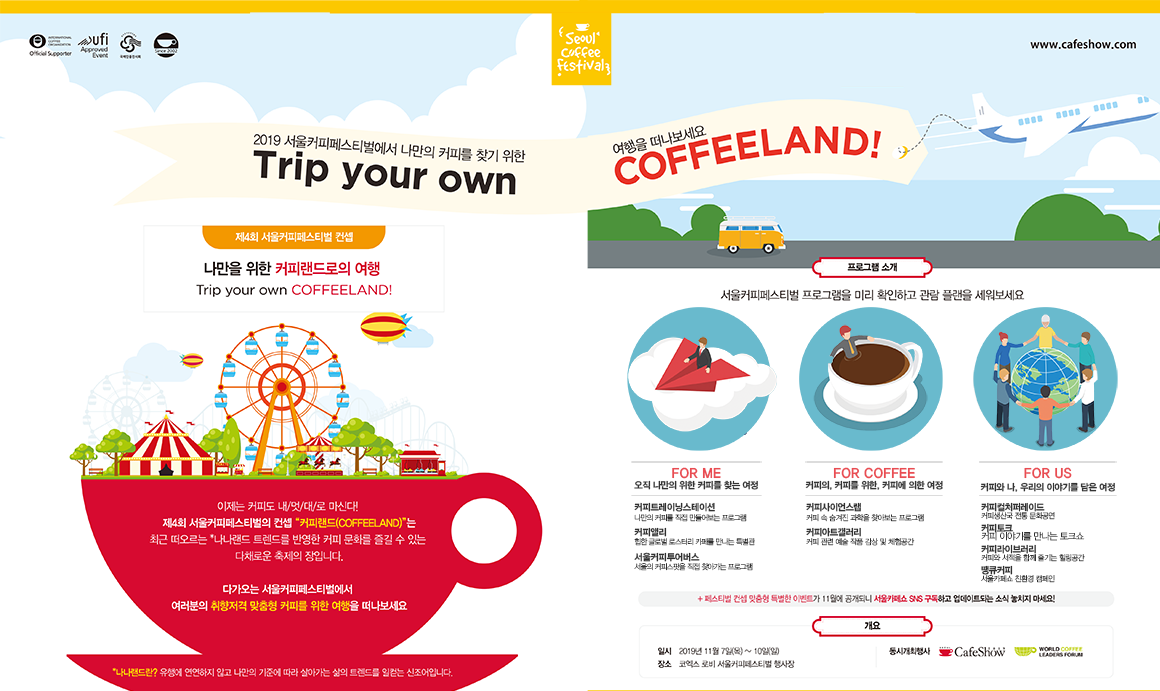 INTERNATIONAL
COFFEE
ORGANIZATION
Official Supporter
ufi
Approved
Event
국제인증전시회
Since 2002
Seoul
Coffee
Festival
www.cafeshow.com
2019 서울커피페스티벌에서 나만의 커피를 찾기 위한
Trip your own
여행을 떠나보세요
COFFEELAND!
제4회 서울커피페스티벌 컨셉
나만을 위한 커피랜드로의 여행
Trip your own COFFEELAND!
이제는 커피도 내/멋/대/로 마신다!
제4회 서울커피페스티벌의 컨셉 "커피랜드(COFFEELAND)"는
최근 떠오르는 *나나랜드 트렌드를 반영한 커피 문화를 즐길 수 있는
다채로운 축제의 장입니다.
다가오는 서울커피페스티벌에서
여러분의 취향저격 맞춤형 커피를 위한 여행을 떠나보세요
*나나랜드란? 유행에 연연하지 않고 나만의 기준에 따라 살아가는 삶의 트렌드를 일컫는 신조어입니다.
프로그램 소개
서울커피페스티벌 프로그램을 미리 확인하고 관람 플랜을 세워보세요
FOR ME
오직 나만의 위한 커피를 찾는 여정
커피트레이닝스테이션
나만의 커피를 직접 만들어보는 프로그램
커피앨리
힙한 글로벌 로스터리 카페를 만나는 특별관
서울커피투어버스
서울의 커피스팟을 직접 찾아가는 프로그램
FOR COFFEE
커피의, 커피를 위한, 커피에 의한 여정
커피사이언스랩
커피 속 숨겨진 과학을 찾아보는 프로그램
커피아트갤러리
커피 관련 예술 작품 감상 및 체험공간
FOR US
커피와 나, 우리의 이야기를 담은 여정
커피컬쳐퍼레이드
커피생산국 전통 문화공연
커피토크
커피 이야기를 만나는 토크쇼
커피라이브러리
커피와 서적을 함께 즐기는 힐링공간
땡큐커피
서울카페쇼 친환경 캠페인
+ 페스티벌 컨셉 맞춤형 특별한 이벤트가 11월에 공개되니 서울카페쇼 SNS 구독하고 업데이트되는 소식 놓치지 마세요!
개요
일시 2019년 11월 7일(목) ~ 10일(일)
장소 코엑스 로비 서울커피페스티벌 행사장
동시개최행사
CafeShow
WORLD COFFEE
LEADERS FORUM